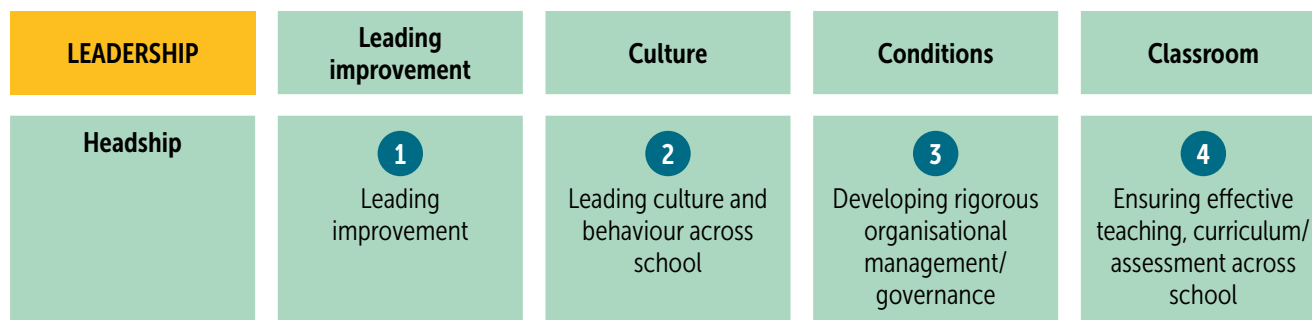 LEADERSHIP
Leading
improvement
Culture
Conditions
Classroom
Headship
1
Leading
improvement
2
Leading culture and
behaviour across
school
3
Developing rigorous
organisational
management/
governance
4
Ensuring effective
teaching, curriculum/
assessment across
school